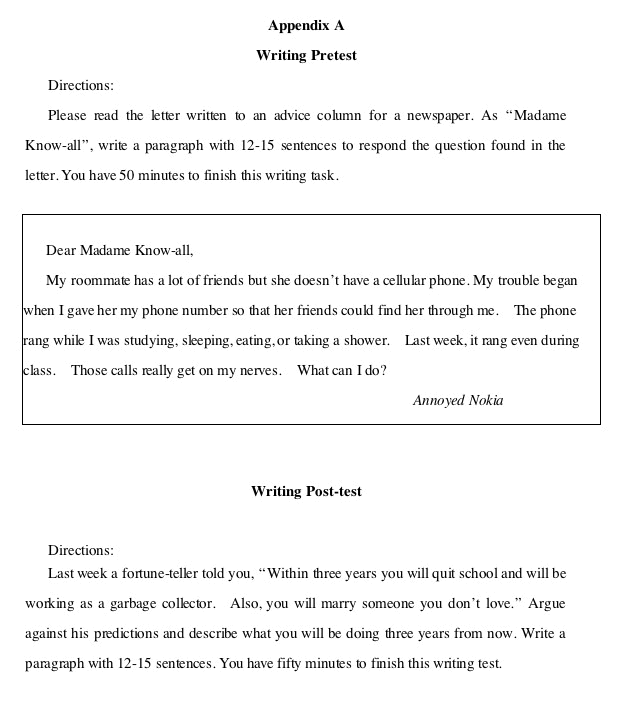 Appendix A
Writing Pretest
Directions:
Please read the letter written to an advice column for a newspaper. As “Madame
Know-all”, write a paragraph with 12-15 sentences to respond the question found in the
letter. You have 50 minutes to finish this writing task.
Dear Madame Know-all,
My roommate has a lot of friends but she doesn’t have a cellular phone. My trouble began
when I gave her my phone number so that her friends could find her through me. The phone
rang while I was studying, sleeping, eating, or taking a shower. Last week, it rang even during
class. Those calls really get on my nerves. What can I do?
Annoyed Nokia
Writing Post-test
Directions:
Last week a fortune-teller told you, “Within three years you will quit school and will be
working as a garbage collector. Also, you will marry someone you don’t love.” Argue
against his predictions and describe what you will be doing three years from now. Write a
paragraph with 12-15 sentences. You have fifty minutes to finish this writing test.